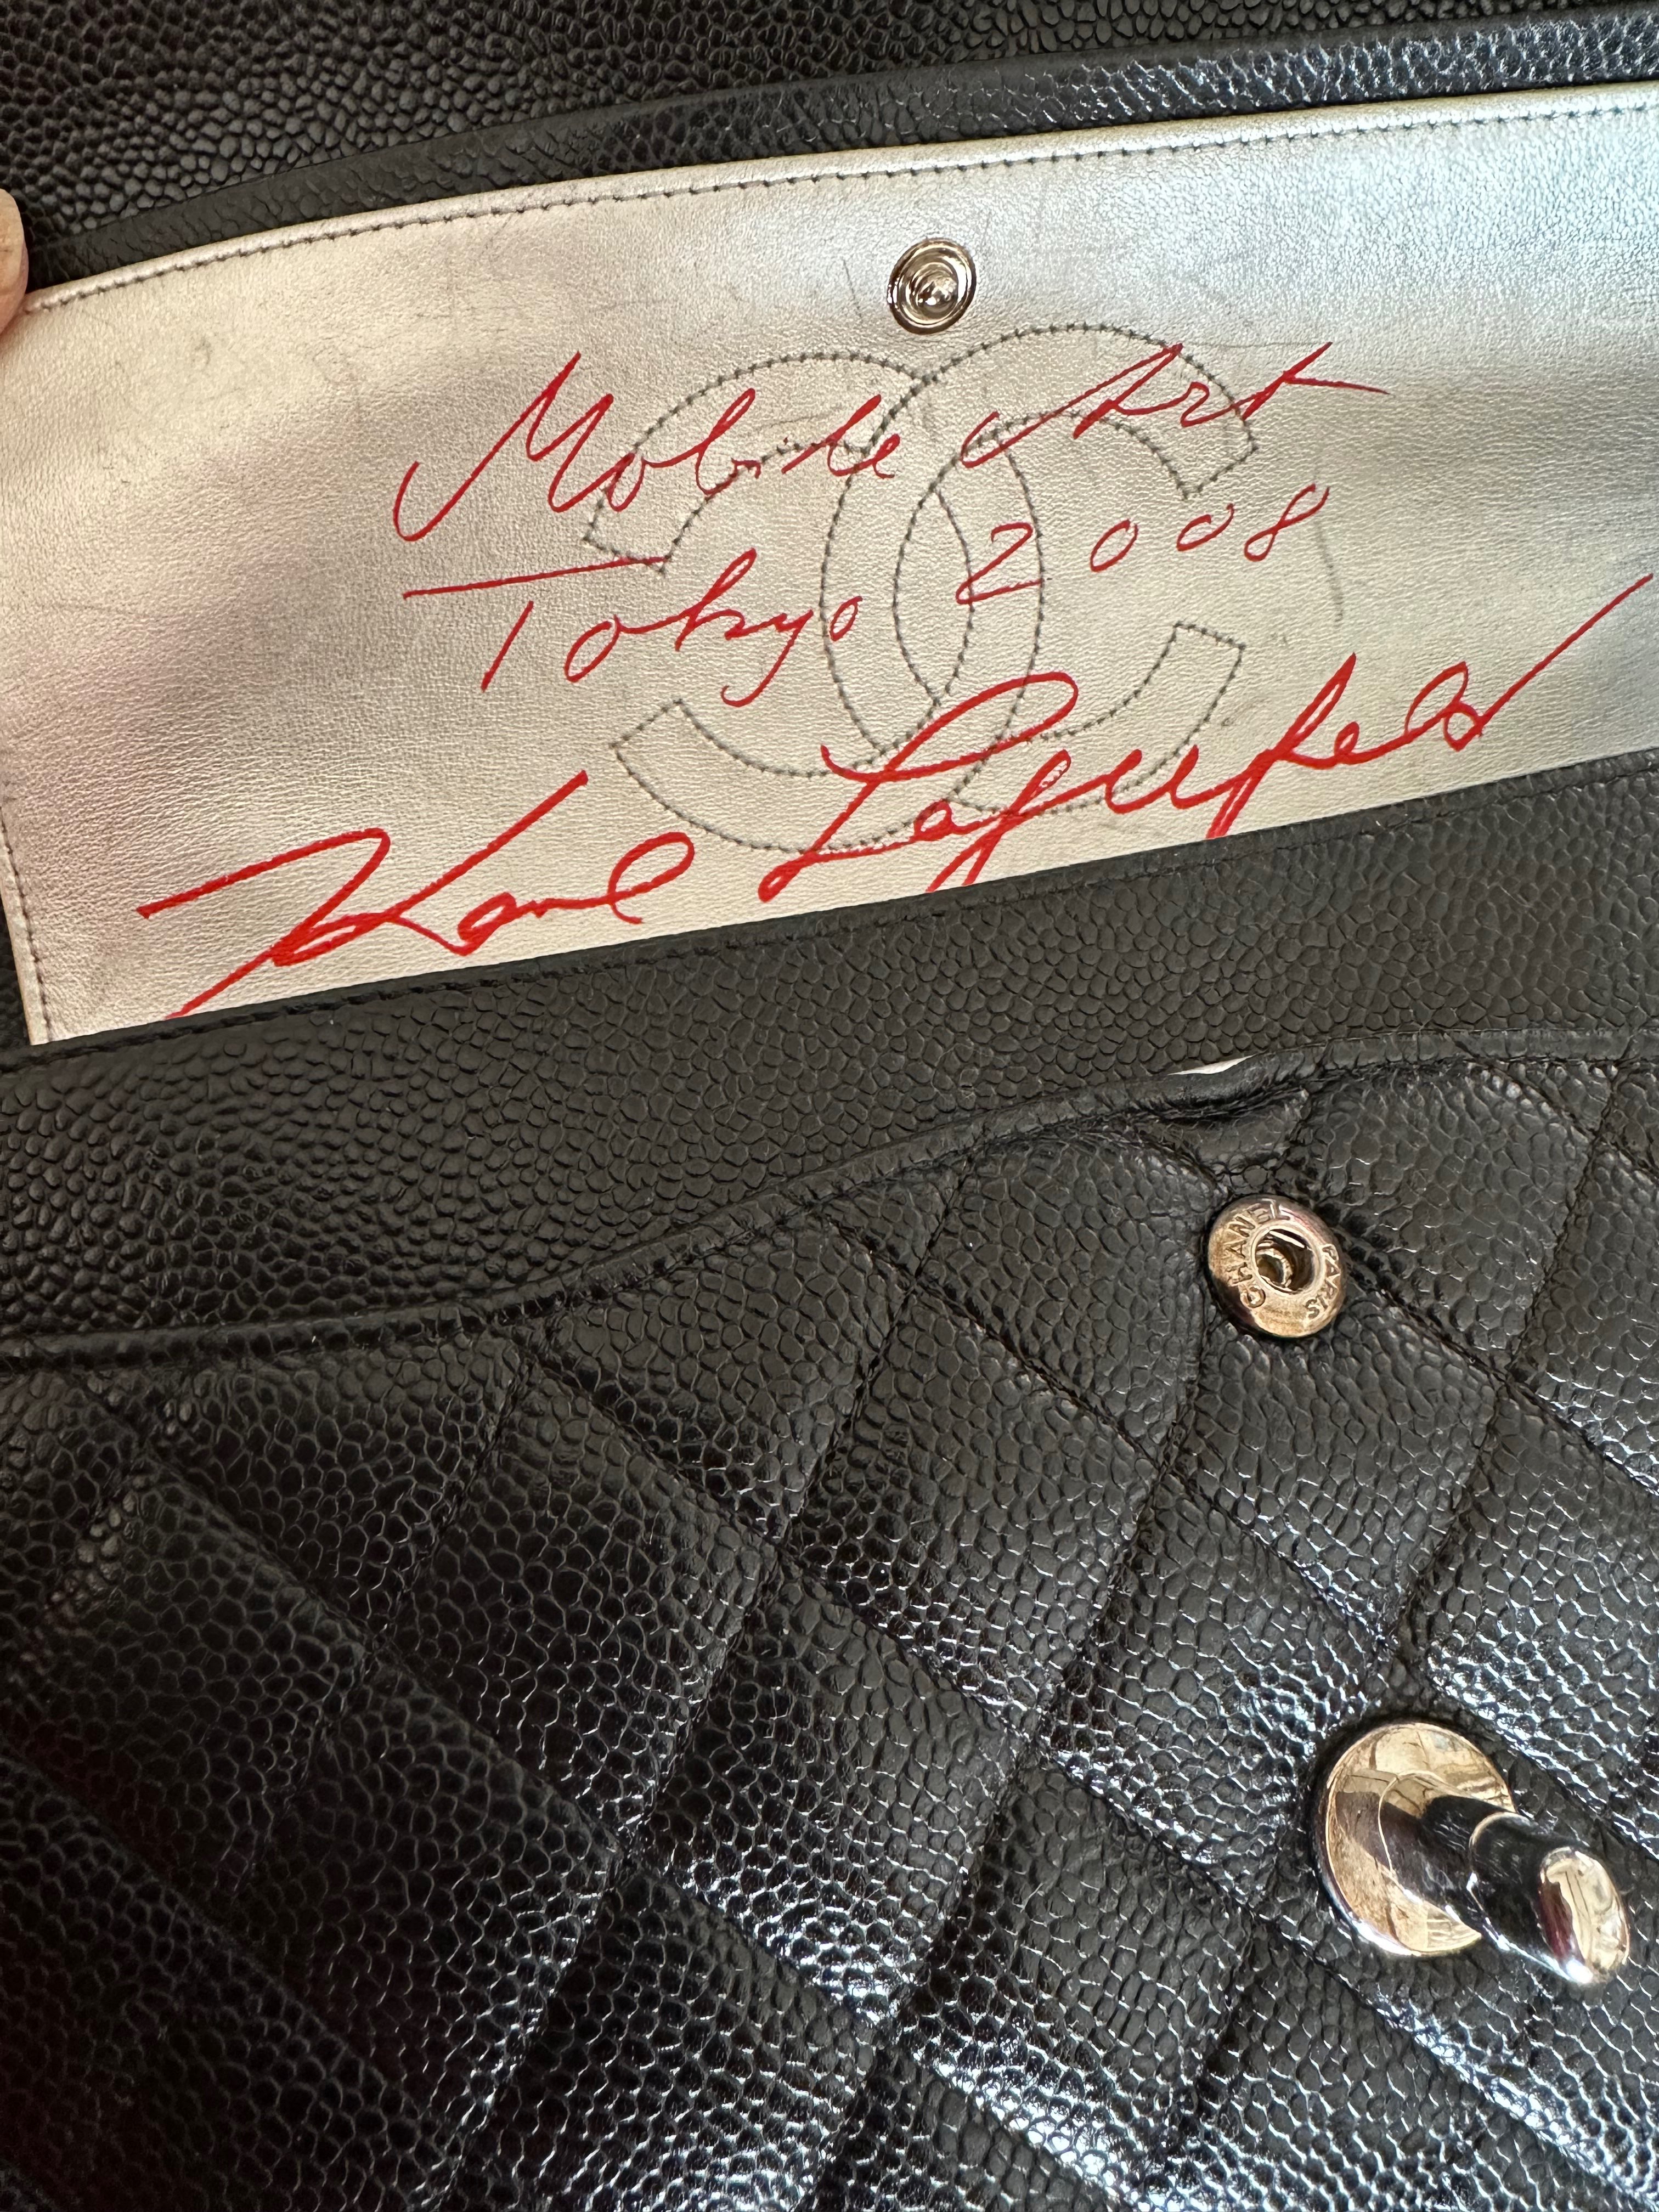 Mobile Art
Tokyo 2008
Karl Lagerfeld
CHANEL
PARIS